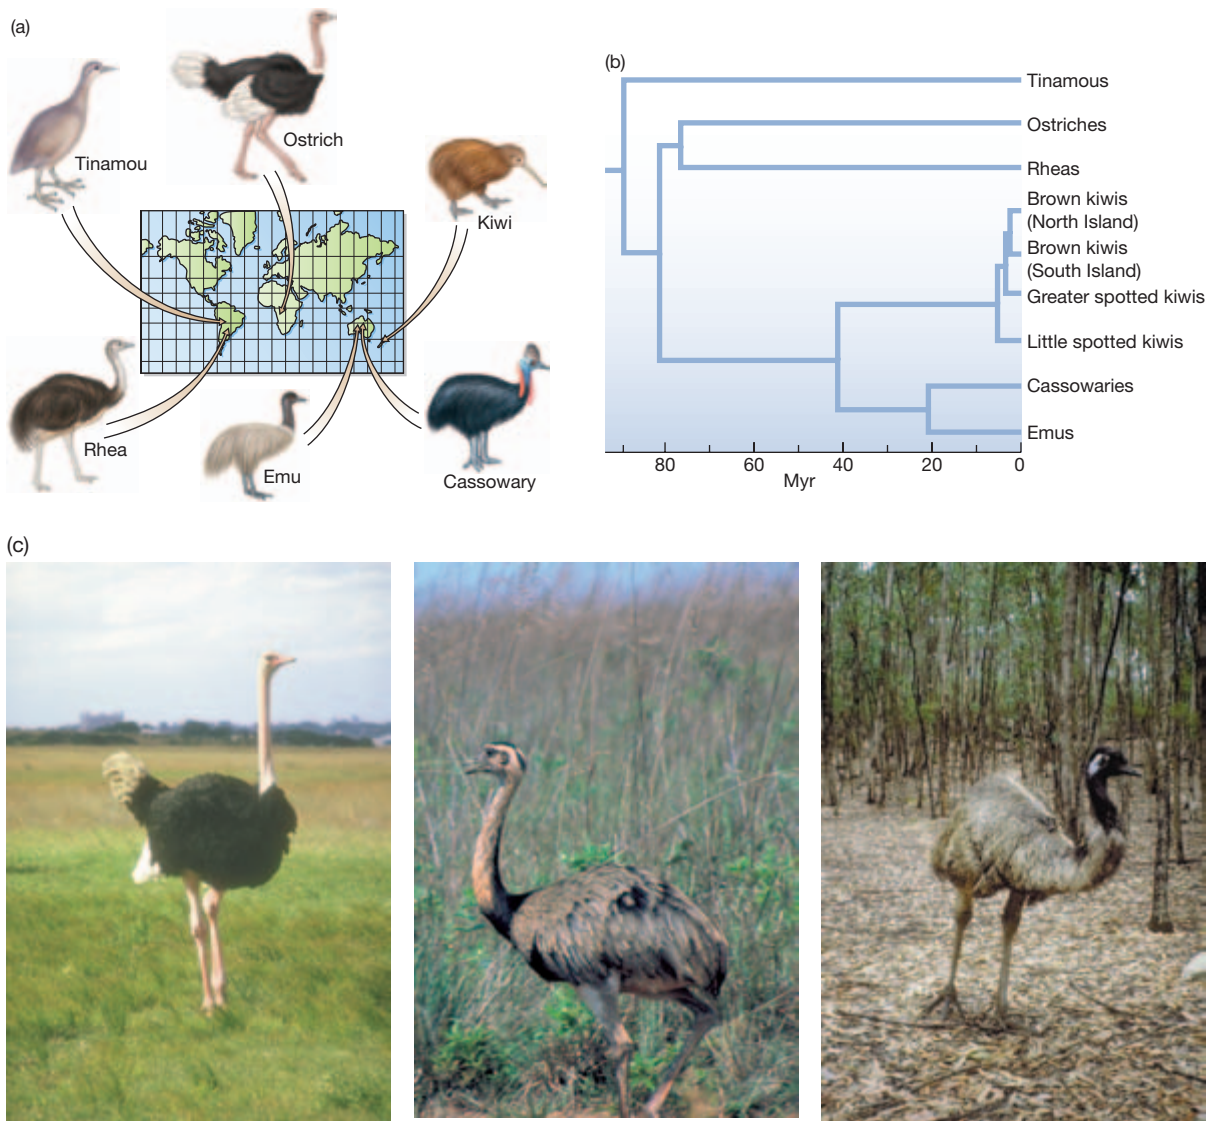 (a)
Ostrich
Tinamou
Kiwi
Rhea
Emu
Cassowary
(b)
Tinamous
Ostriches
Rheas
Brown kiwis
(North Island)
Brown kiwis
(South Island)
Greater spotted kiwis
Little spotted kiwis
Cassowaries
Emus
80 60 40 20 0
Myr
(c)